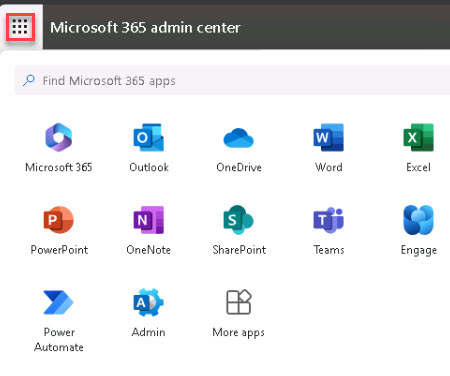 Microsoft 365 admin center
Find Microsoft 365 apps
Microsoft 365 Outlook OneDrive Word Excel
PowerPoint OneNote SharePoint Teams Engage
Power Admin More apps
Automate